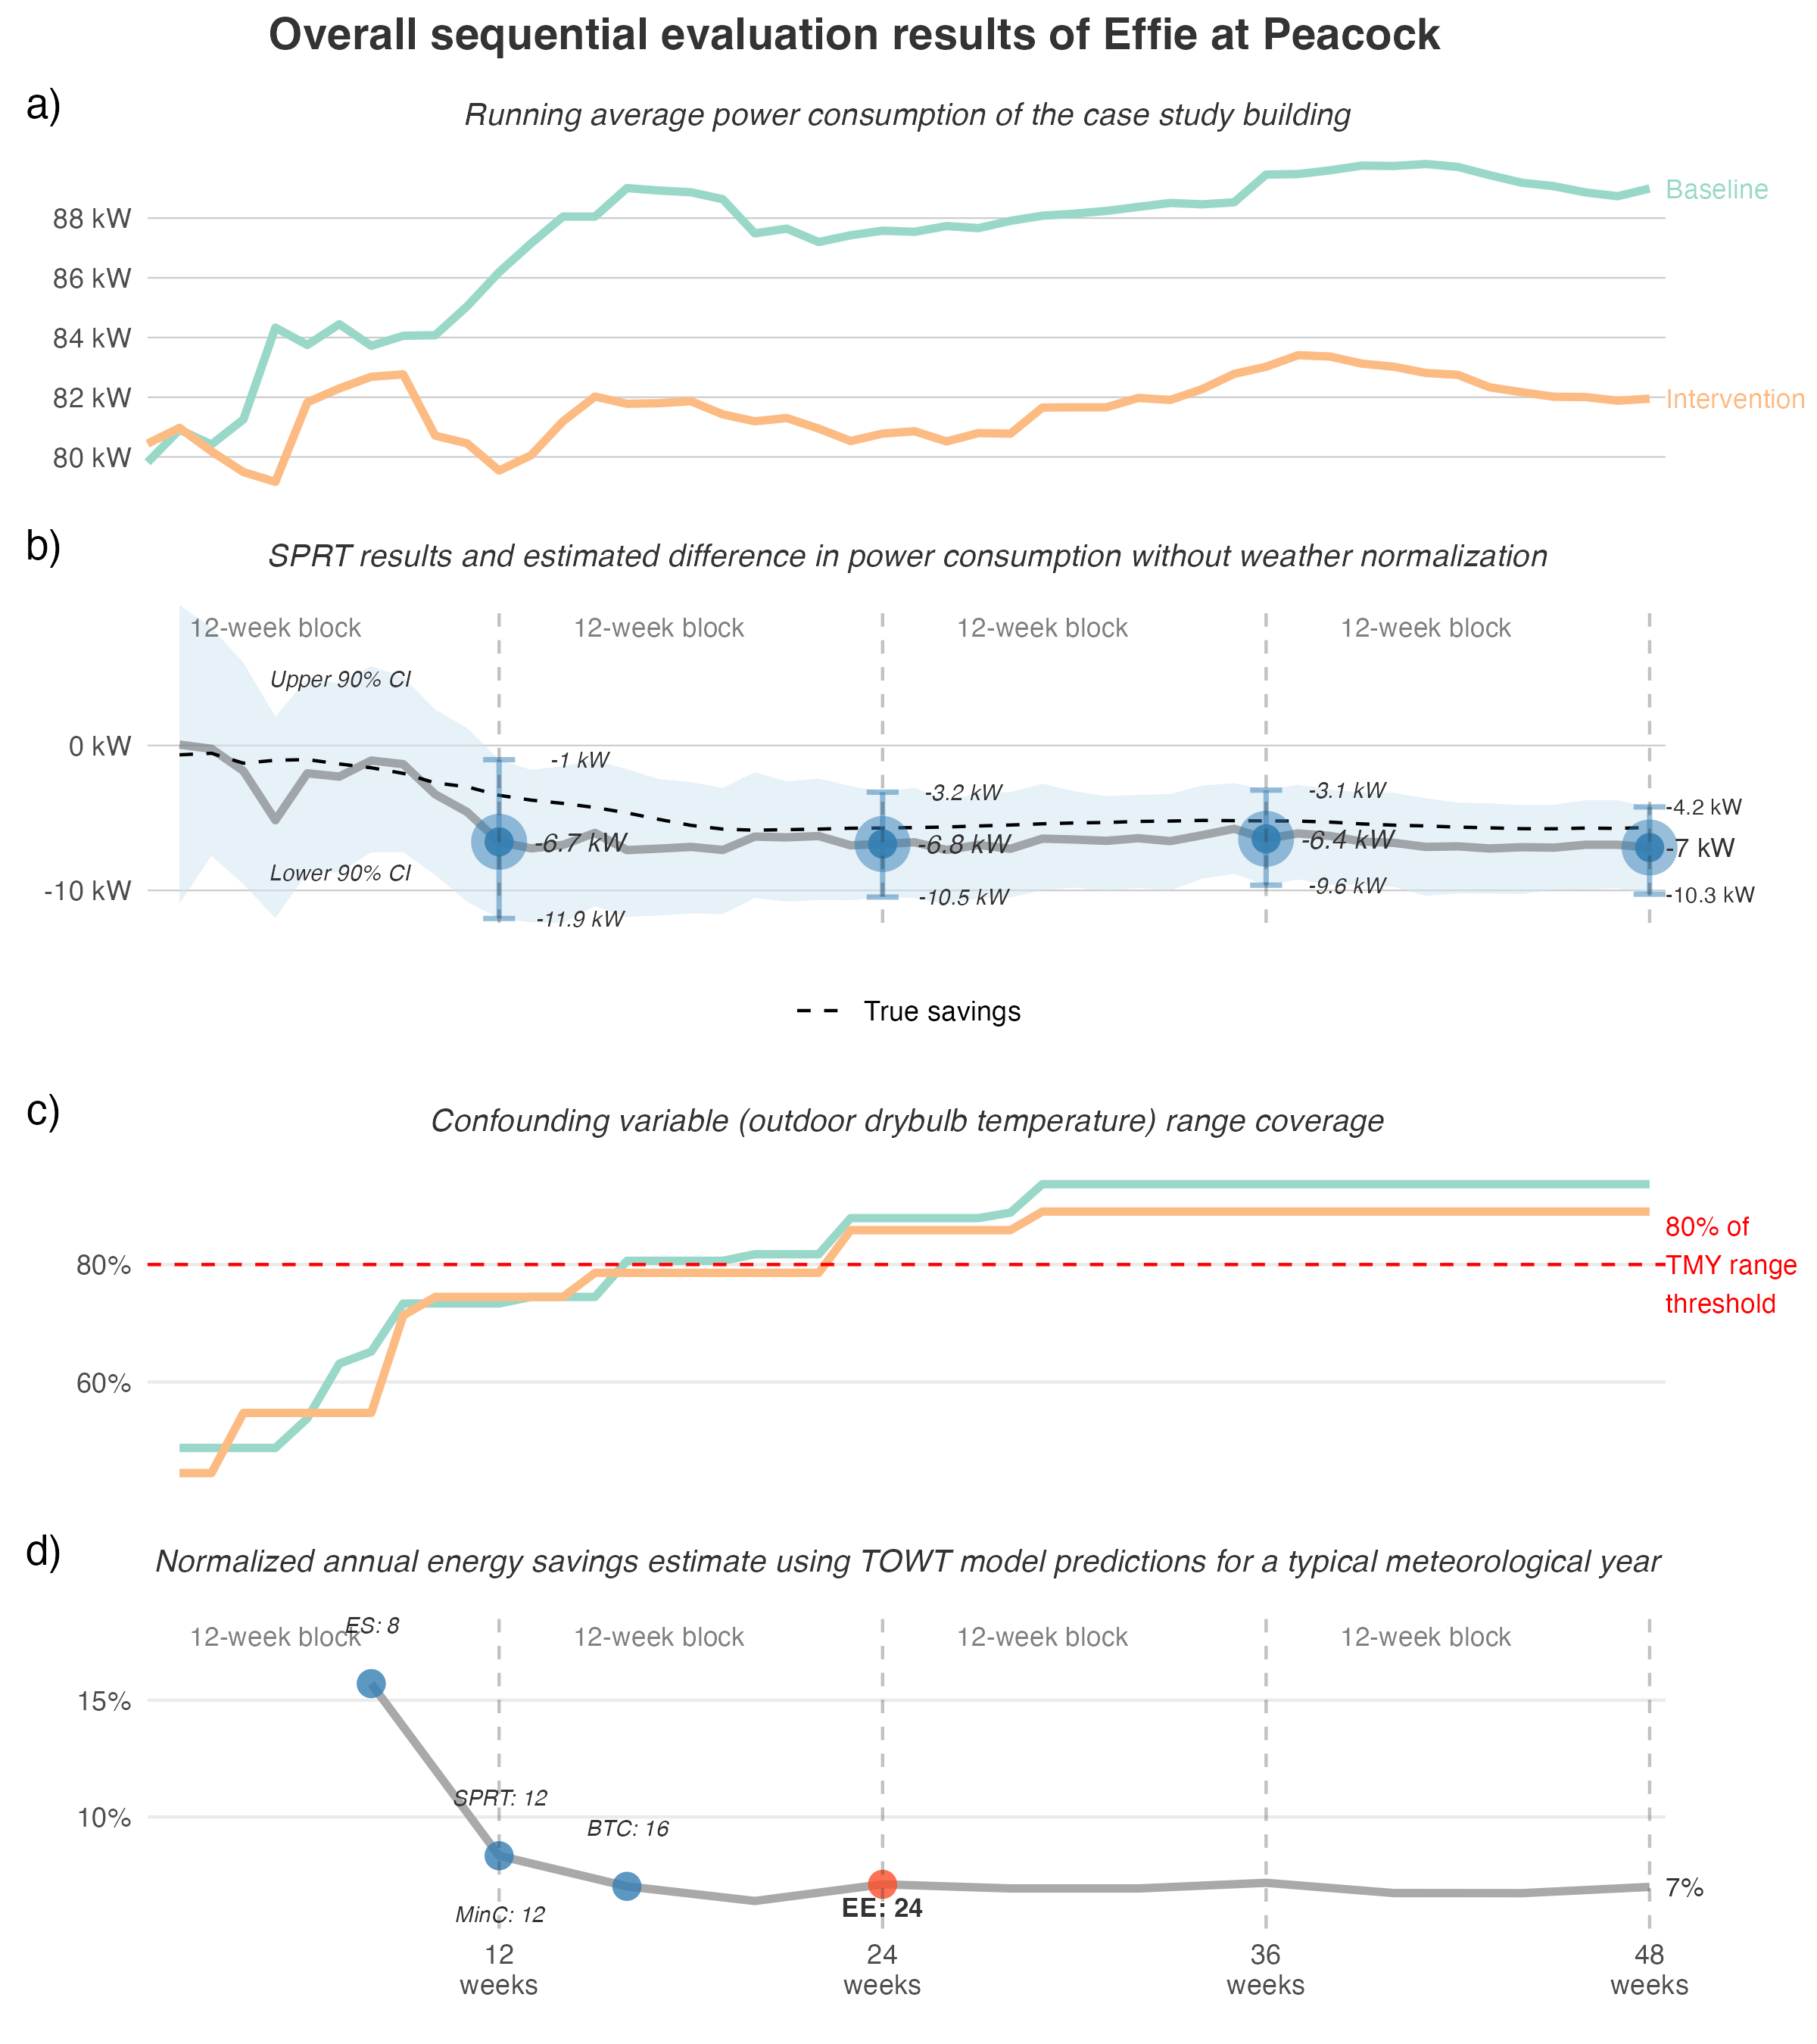 Overall sequential evaluation results of Effie at Peacock
a)
Running average power consumption of the case study building
88 kW
86 kW
84 kW
82 kW
80 kW
Baseline
Intervention
b)
SPRT results and estimated difference in power consumption without weather normalization
12-week block
12-week block
12-week block
12-week block
Upper 90% CI
Lower 90% CI
0 kW
-10 kW
-1 kW
-6.7 kW
-11.9 kW
-3.2 kW
-6.8 kW
-10.5 kW
-3.1 kW
-6.4 kW
-9.6 kW
-4.2 kW
-7 kW
-10.3 kW
True savings
c)
Confounding variable (outdoor drybulb temperature) range coverage
80%
60%
80% of
TMY range
threshold
d)
Normalized annual energy savings estimate using TOWT model predictions for a typical meteorological year
12-week block
12-week block
12-week block
12-week block
15%
10%
ES: 8
SPRT: 12
MinC: 12
BTC: 16
EE: 24
7%
12
weeks
24
weeks
36
weeks
48
weeks